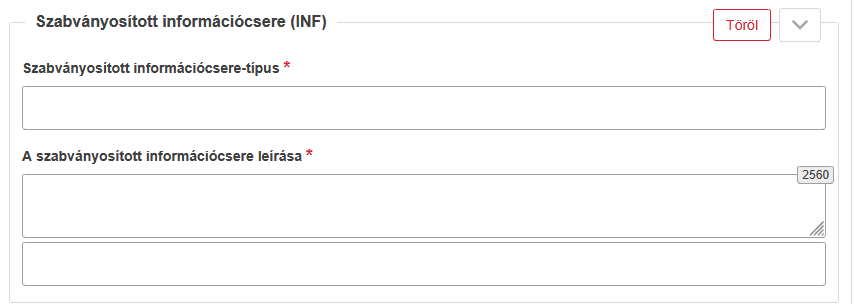 Szabványosított információcsere (INF)
Töröl
Szabványosított információcsere-típus *
A szabványosított információcsere leírása *
2560